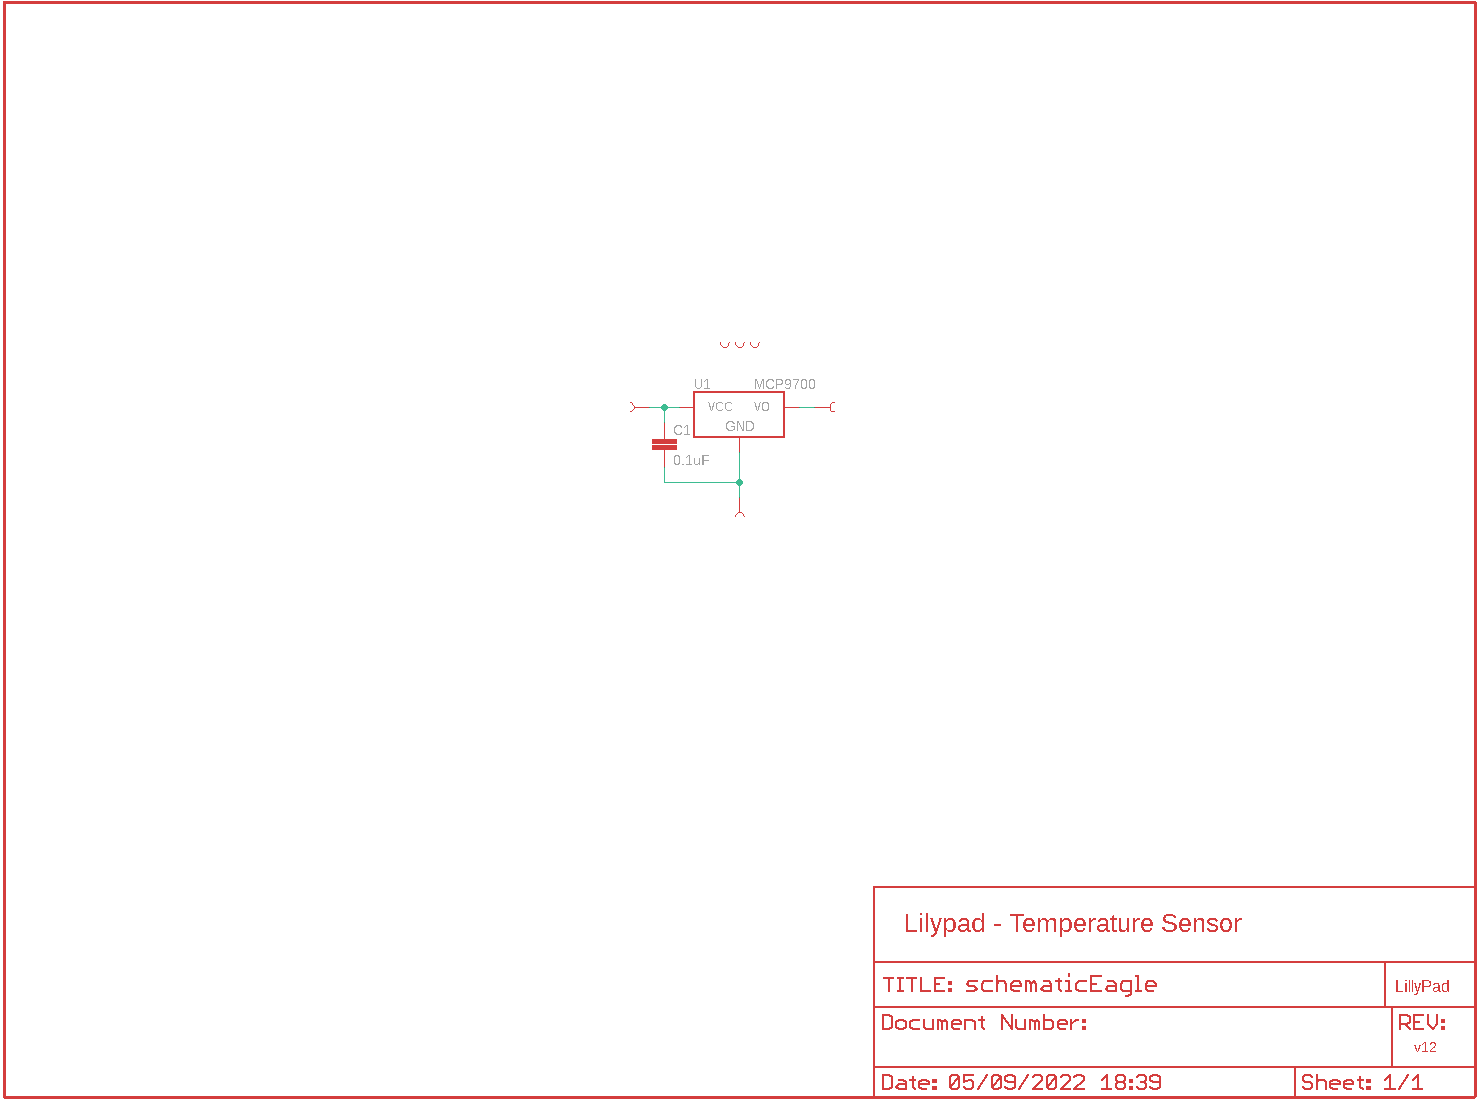 U1 MCP9700
VCC VO
GND
C1
0.1uF
Lilypad - Temperature Sensor
TITLE: schematicEagle
LillyPad
Document Number:
REV:
v12
Date: 05/09/2022 18:39
Sheet: 1/1